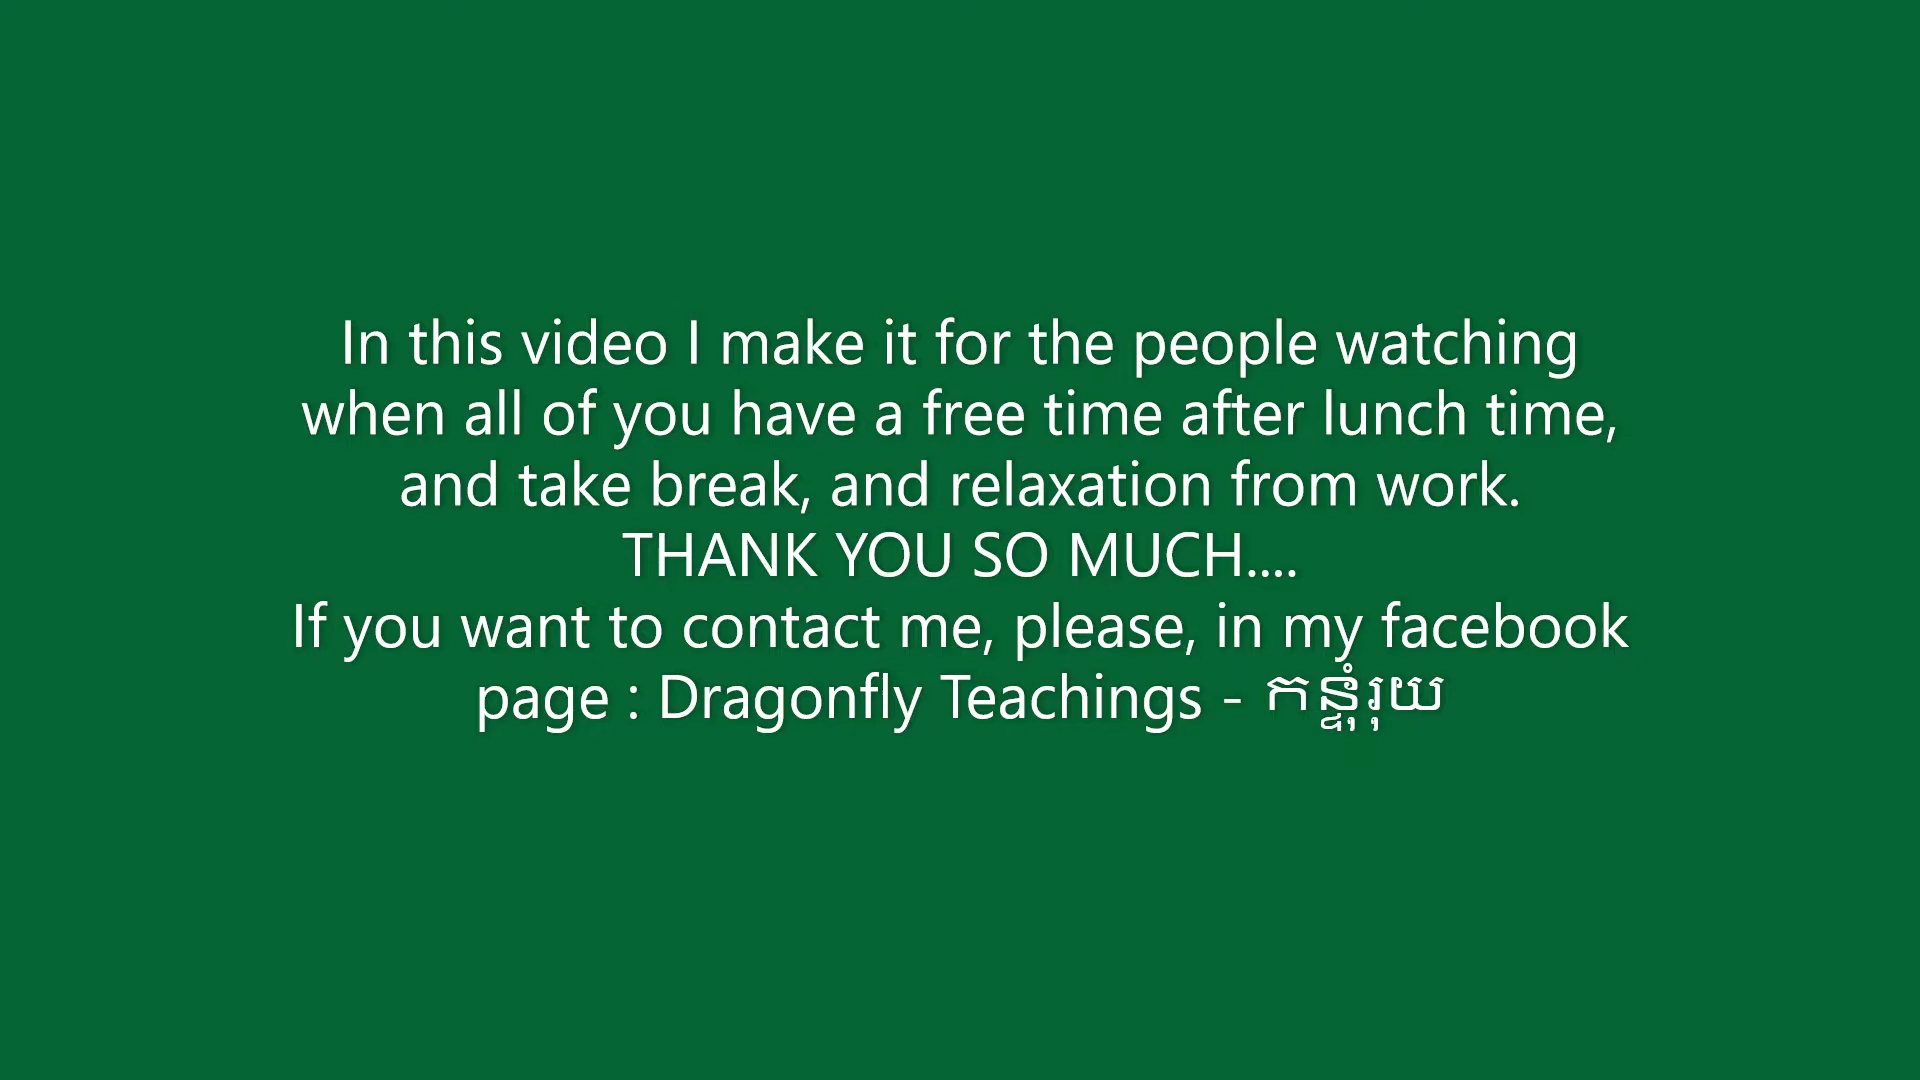 In this video I make it for the people watching
when all of you have a free time after lunch time,
and take break, and relaxation from work.
THANK YOU SO MUCH....
If you want to contact me, please, in my facebook
page : Dragonfly Teachings - កន្ទុំរុយ